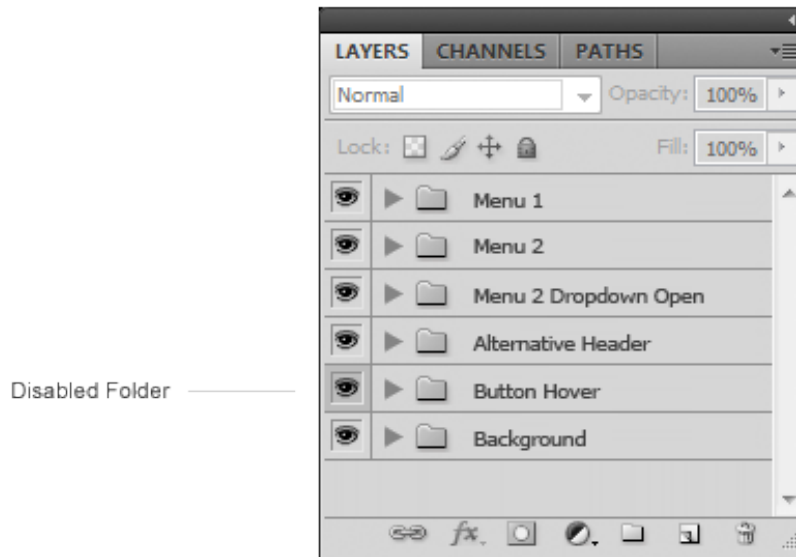 LAYERS CHANNELS PATHS
Normal Opacity: 100%
Lock: Fill: 100%
Menu 1
Menu 2
Menu 2 Dropdown Open
Alternative Header
Disabled Folder Button Hover
Background
fx.